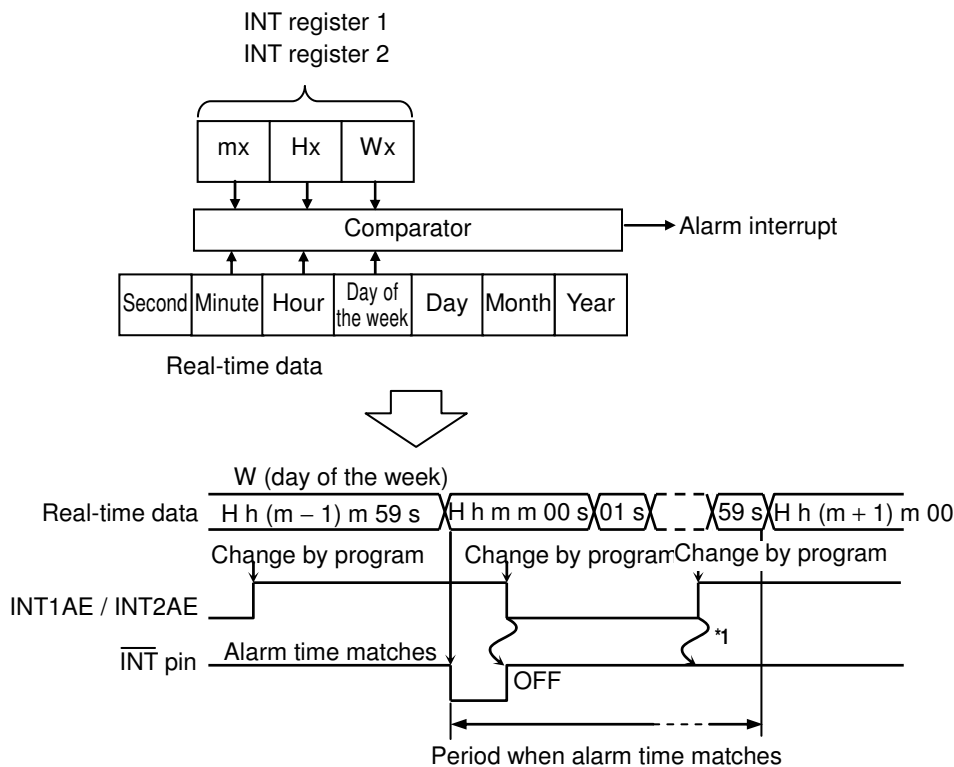 INT register 1
INT register 2
mx Hx Wx
Comparator
Alarm interrupt
Second Minute Hour Day of the week Day Month Year
Real-time data
W (day of the week)
Real-time data H h (m − 1) m 59 s H h m m 00 s 01 s 59 s H h (m + 1) m 00
Change by program Change by program Change by program
INT1AE / INT2AE
*1
INT pin Alarm time matches
OFF
Period when alarm time matches